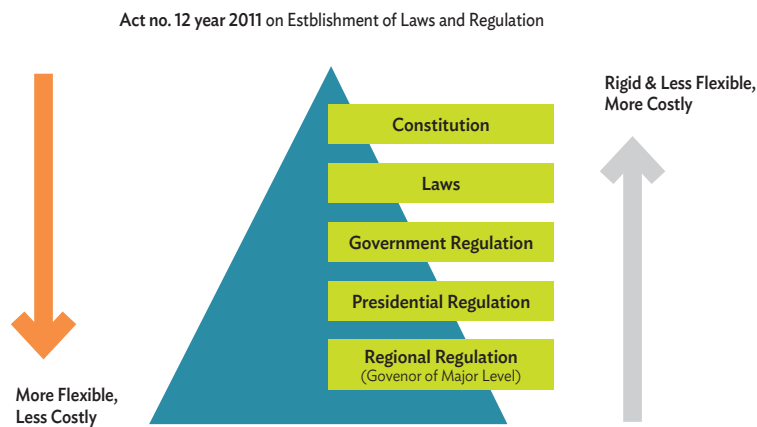 Act no. 12 year 2011 on Estblishment of Laws and Regulation
Rigid & Less Flexible,
More Costly
Constitution
Laws
Government Regulation
Presidential Regulation
Regional Regulation
(Govenor of Major Level)
More Flexible,
Less Costly